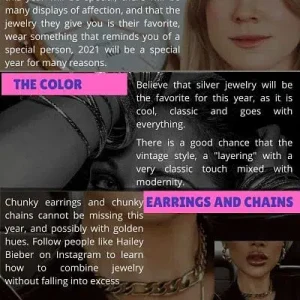 many displays of affection, and that the
jewelry they give you is their favorite,
wear something that reminds you of a
special person, 2021 will be a special
year for many reasons.
THE COLOR
Believe that silver jewelry will be
the favorite for this year, as it is
cool, classic and goes with
everything.
There is a good chance that the
vintage style, a "layering" with a
very classic touch mixed with
modernity.
EARRINGS AND CHAINS
Chunky earrings and chunky
chains cannot be missing this
year, and possibly with golden
hues. Follow people like Hailey
Bieber on Instagram to learn
how to combine jewelry
without falling into excess